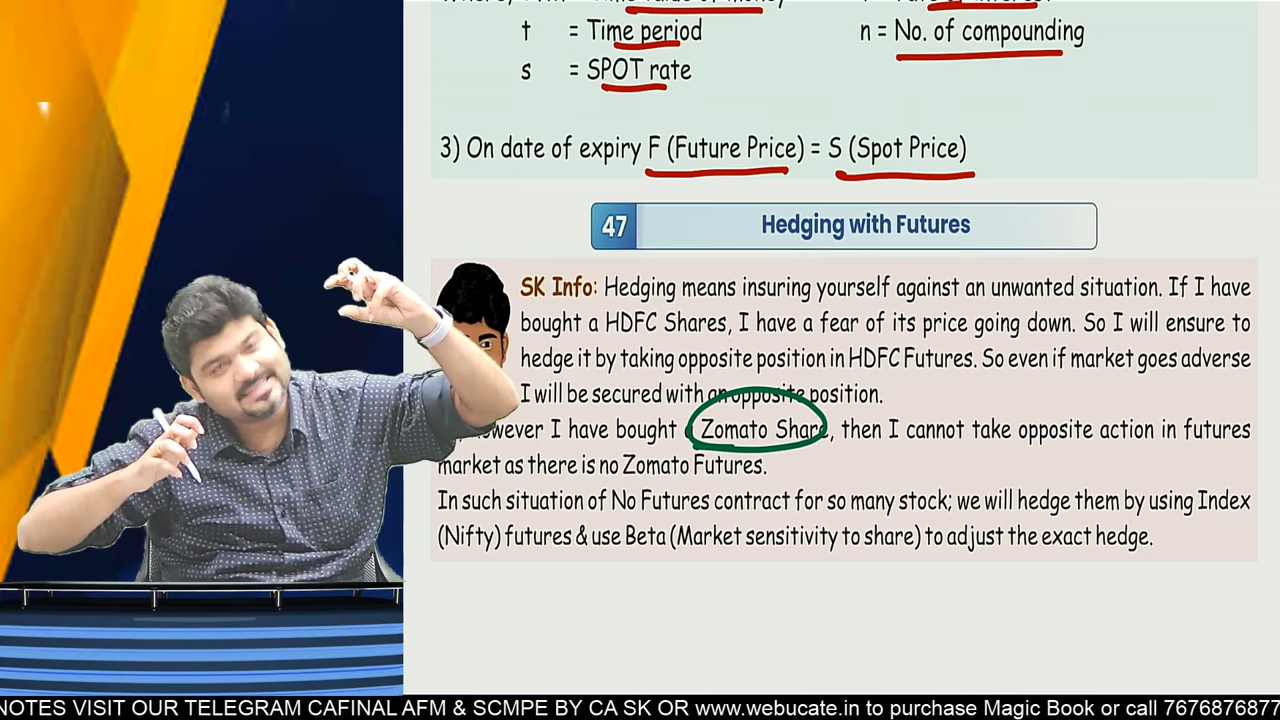 t = Time period n = No. of compounding
s = SPOT rate
3) On date of expiry F (Future Price) = S (Spot Price)
47 Hedging with Futures
SK Info: Hedging means insuring yourself against an unwanted situation. If I have
bought a HDFC Shares, I have a fear of its price going down. So I will ensure to
hedge it by taking opposite position in HDFC Futures. So even if market goes adverse
I will be secured with an opposite position.
I have bought Zomato Share, then I cannot take opposite action in futures
market as there is no Zomato Futures.
In such situation of No Futures contract for so many stock; we will hedge them by using Index
(Nifty) futures & use Beta (Market sensitivity to share) to adjust the exact hedge.
NOTES VISIT OUR TELEGRAM CAFINAL AFM & SCMPE BY CA SK OR www.webucate.in to purchase Magic Book or call 7676876877